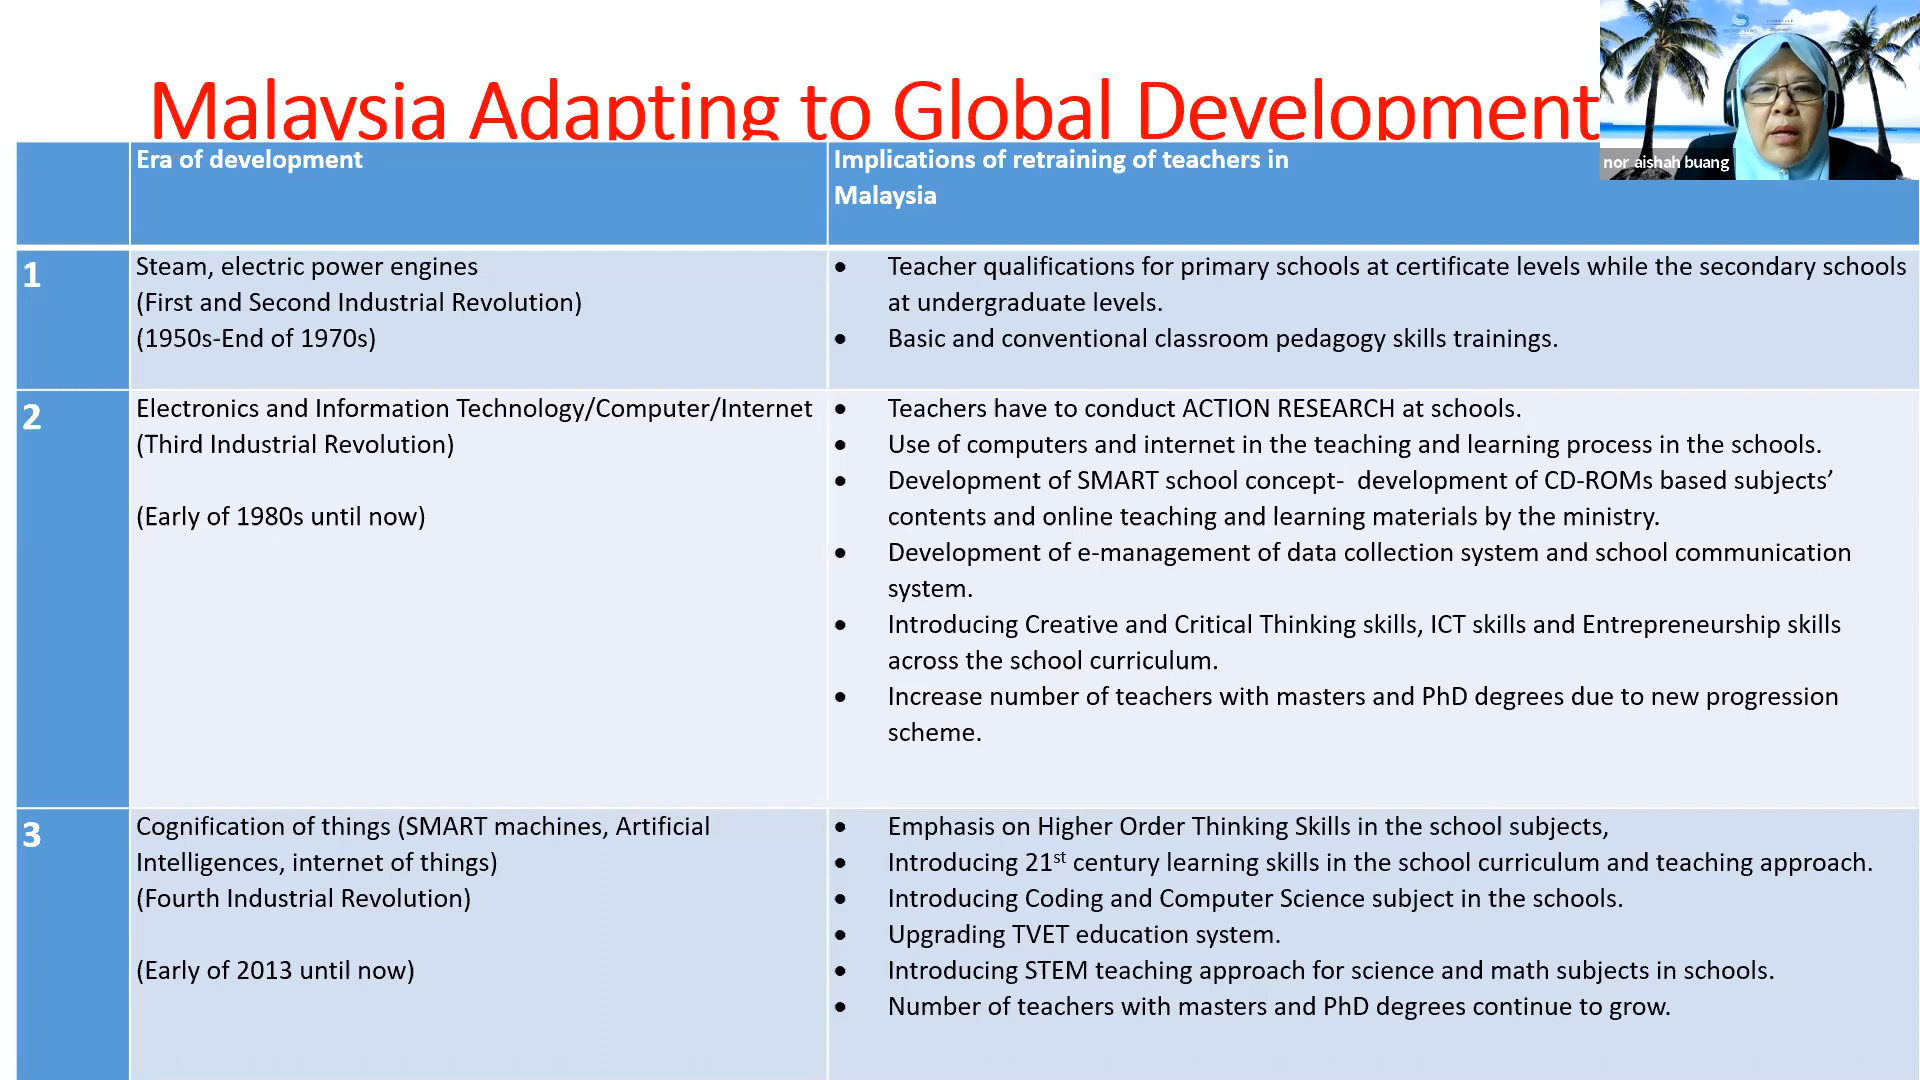 Malaysia Adapting to Global Development
nor aishah buang
Era of development
Implications of retraining of teachers in
Malaysia
1
Steam, electric power engines
(First and Second Industrial Revolution)
(1950s-End of 1970s)
• Teacher qualifications for primary schools at certificate levels while the secondary schools
at undergraduate levels.
• Basic and conventional classroom pedagogy skills trainings.
2
Electronics and Information Technology/Computer/Internet
(Third Industrial Revolution)
(Early of 1980s until now)
• Teachers have to conduct ACTION RESEARCH at schools.
• Use of computers and internet in the teaching and learning process in the schools.
• Development of SMART school concept- development of CD-ROMs based subjects’
contents and online teaching and learning materials by the ministry.
• Development of e-management of data collection system and school communication
system.
• Introducing Creative and Critical Thinking skills, ICT skills and Entrepreneurship skills
across the school curriculum.
• Increase number of teachers with masters and PhD degrees due to new progression
scheme.
3
Cognification of things (SMART machines, Artificial
Intelligences, internet of things)
(Fourth Industrial Revolution)
(Early of 2013 until now)
• Emphasis on Higher Order Thinking Skills in the school subjects,
• Introducing 21st century learning skills in the school curriculum and teaching approach.
• Introducing Coding and Computer Science subject in the schools.
• Upgrading TVET education system.
• Introducing STEM teaching approach for science and math subjects in schools.
• Number of teachers with masters and PhD degrees continue to grow.